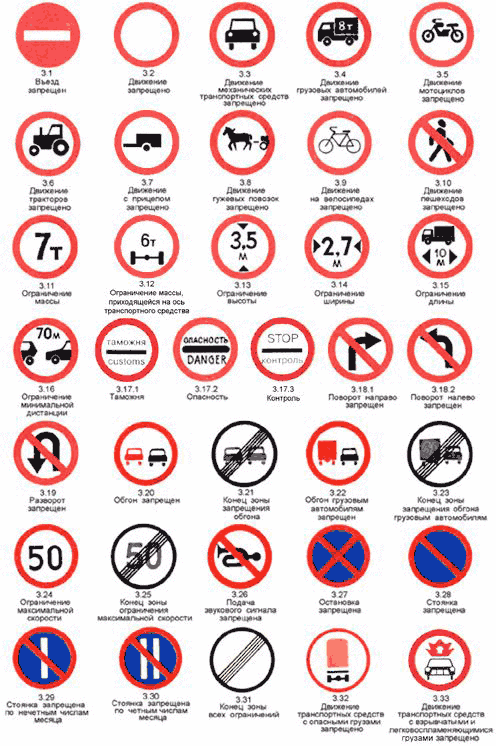 3.1
Въезд
запрещен
3.2
Движение
запрещено
3.3
Движение
механических
транспортных средств
запрещено
8т
3.4
Движение
грузовых автомобилей
запрещено
3.5
Движение
мотоциклов
запрещено
3.6
Движение
тракторов
запрещено
3.7
Движение
с прицепом
запрещено
3.8
Движение
гужевых повозок
запрещено
3.9
Движение
на велосипедах
запрещено
3.10
Движение
пешеходов
запрещено
7т
3.11
Ограничение
массы
6т
3.12
Ограничение массы,
приходящейся на ось
транспортного средства
3,5
М
3.13
Ограничение
высоты
2,7
М
3.14
Ограничение
ширины
10
М
3.15
Ограничение
длины
70м
3.16
Ограничение
минимальной
дистанции
таможня
customs
3.17.1
Таможня
ОПАСНОСТЬ
DANGER
3.17.2
Опасность
STOP
контроль
3.17.3
Контроль
3.18.1
Поворот направо
запрещен
3.18.2
Поворот налево
запрещен
3.19
Разворот
запрещен
3.20
Обгон запрещен
3.21
Конец зоны
запрещения
обгона
3.22
Обгон грузовым
автомобилям
запрещен
3.23
Конец зоны
запрещения обгона
грузовым автомобилям
50
3.24
Ограничение
максимальной
скорости
50
3.25
Конец зоны
ограничения
максимальной скорости
3.26
Подача
звукового сигнала
запрещена
3.27
Остановка
запрещена
3.28
Стоянка
запрещена
3.29
Стоянка запрещена
по нечетным числам
месяца
3.30
Стоянка запрещена
по четным числам
месяца
3.31
Конец зоны
всех ограничений
3.32
Движение
транспортных средств
с опасными грузами
запрещено
3.33
Движение
транспортных средств
с взрывчатыми и
легковоспламеняющимися
грузами запрещено